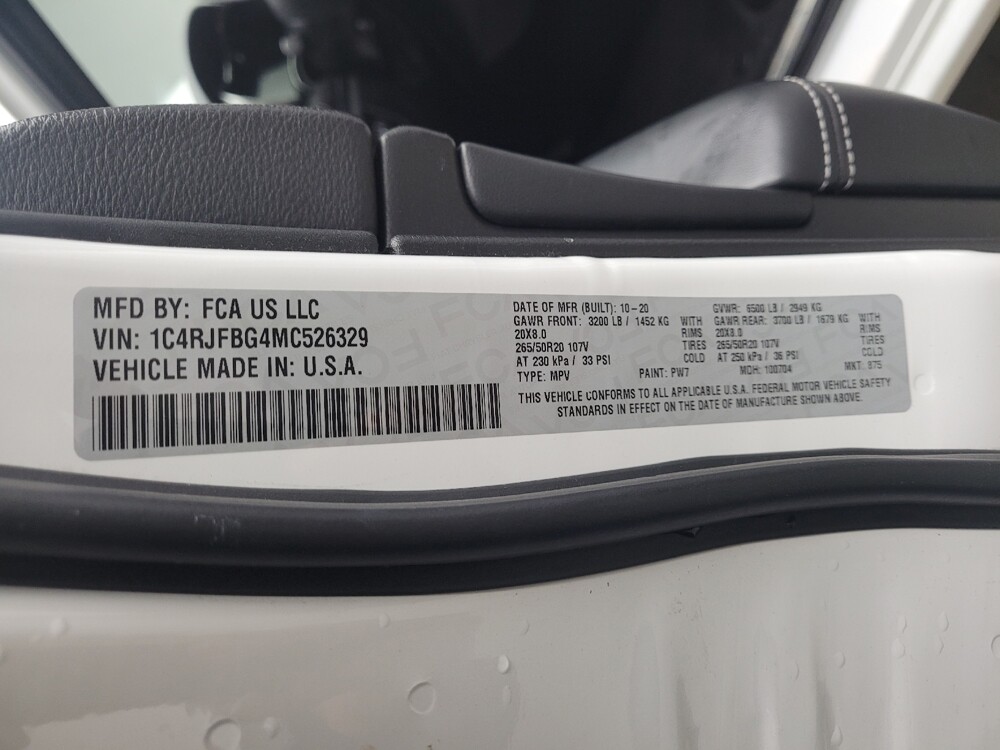 MFD BY: FCA US LLC
VIN: 1C4RJFBG4MC526329
VEHICLE MADE IN: U.S.A.
DATE OF MFR (BUILT): 10-20 GVWR: 6500 LB / 2949 KG
GAWR FRONT: 3200 LB / 1452 KG WITH GAWR REAR: 3700 LB / 1679 KG WITH
20X8.0 RIMS 20X8.0 RIMS
265/50R20 107V TIRES 265/50R20 107V TIRES
AT 230 kPa / 33 PSI COLD AT 250 kPa / 36 PSI COLD
TYPE: MPV PAINT: PW7 MDH: 100704 MKT: 975
THIS VEHICLE CONFORMS TO ALL APPLICABLE U.S.A. FEDERAL MOTOR VEHICLE SAFETY
STANDARDS IN EFFECT ON THE DATE OF MANUFACTURE SHOWN ABOVE.